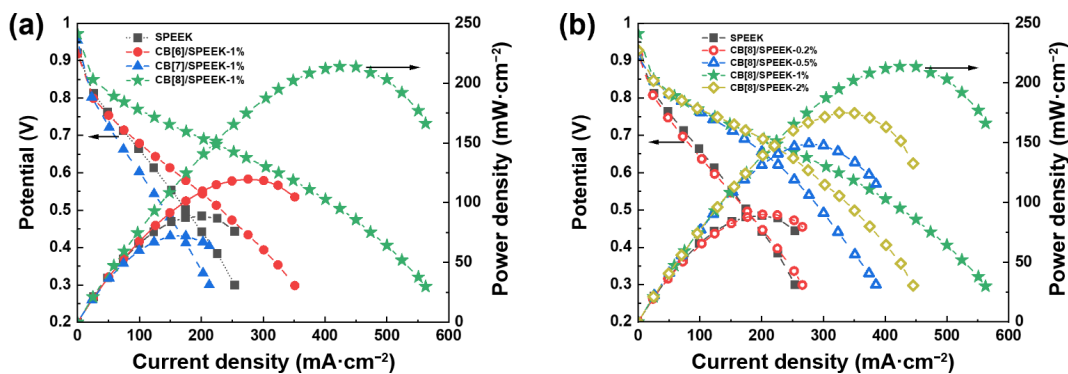 (a)
SPEEK
CB[6]/SPEEK-1%
CB[7]/SPEEK-1%
CB[8]/SPEEK-1%
Potential (V)
1
0.9
0.8
0.7
0.6
0.5
0.4
0.3
0.2
0
100
200
300
400
500
600
Current density (mA·cm⁻²)
250
200
150
100
50
0
Power density (mW·cm⁻²)
(b)
SPEEK
CB[8]/SPEEK-0.2%
CB[8]/SPEEK-0.5%
CB[8]/SPEEK-1%
CB[8]/SPEEK-2%
Potential (V)
1
0.9
0.8
0.7
0.6
0.5
0.4
0.3
0.2
0
100
200
300
400
500
600
Current density (mA·cm⁻²)
250
200
150
100
50
0
Power density (mW·cm⁻²)